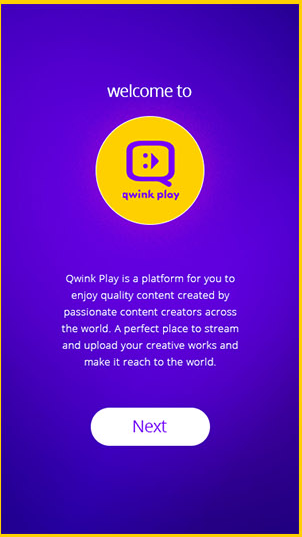 welcome to
qwink play
Qwink Play is a platform for you to
enjoy quality content created by
passionate content creators across
the world. A perfect place to stream
and upload your creative works and
make it reach to the world.
Next